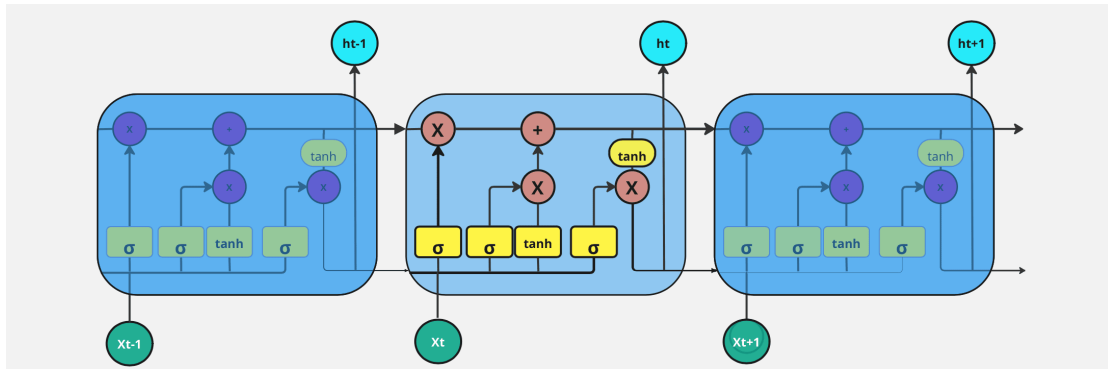 ht-1 ht ht+1
x + x + x +
tanh tanh tanh
x x x x x x
σ σ tanh σ σ σ tanh σ σ σ tanh σ
Xt-1 Xt Xt+1